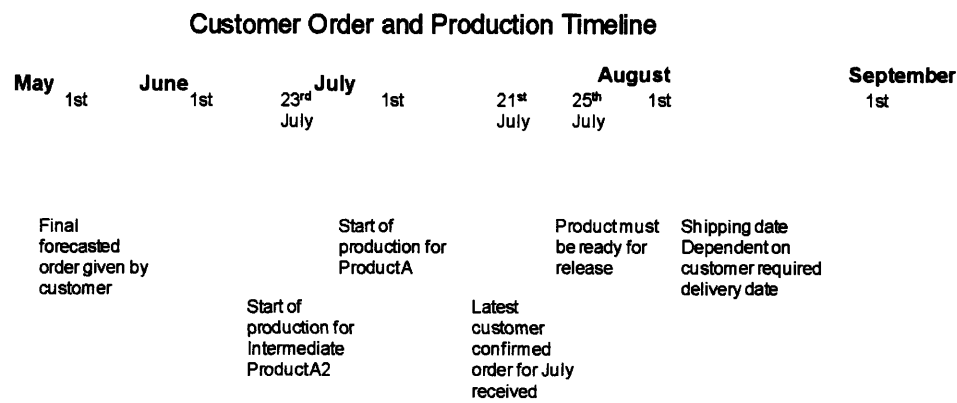 Customer Order and Production Timeline
May 1st
June 1st
23rd July
July 1st
21st July
25th July
August 1st
September 1st
Final
forecasted
order given by
customer
Start of
production for
Intermediate
ProductA2
Start of
production for
ProductA
Latest
customer
confirmed
order for July
received
Product must
be ready for
release
Shipping date
Dependent on
customer required
delivery date